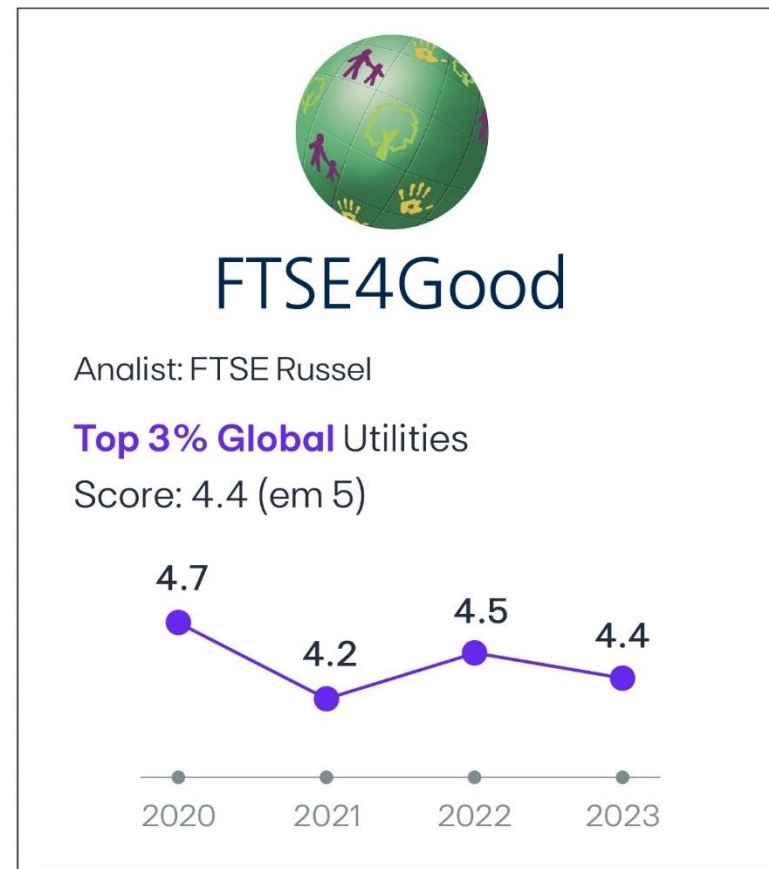 FTSE4Good
Analist: FTSE Russel
Top 3% Global Utilities
Score: 4.4 (em 5)
4.7
4.2
4.5
4.4
2020 2021 2022 2023